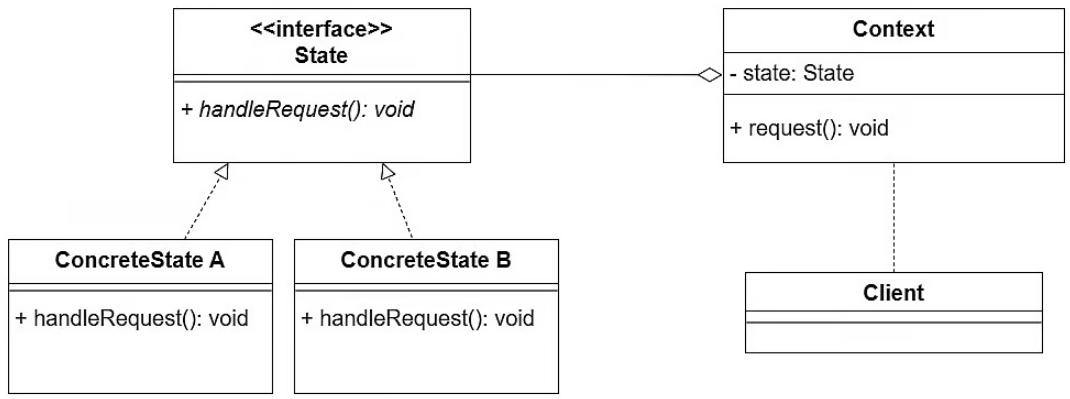 <<interface>>
State
+ handleRequest(): void
Context
- state: State
+ request(): void
ConcreteState A
+ handleRequest(): void
ConcreteState B
+ handleRequest(): void
Client